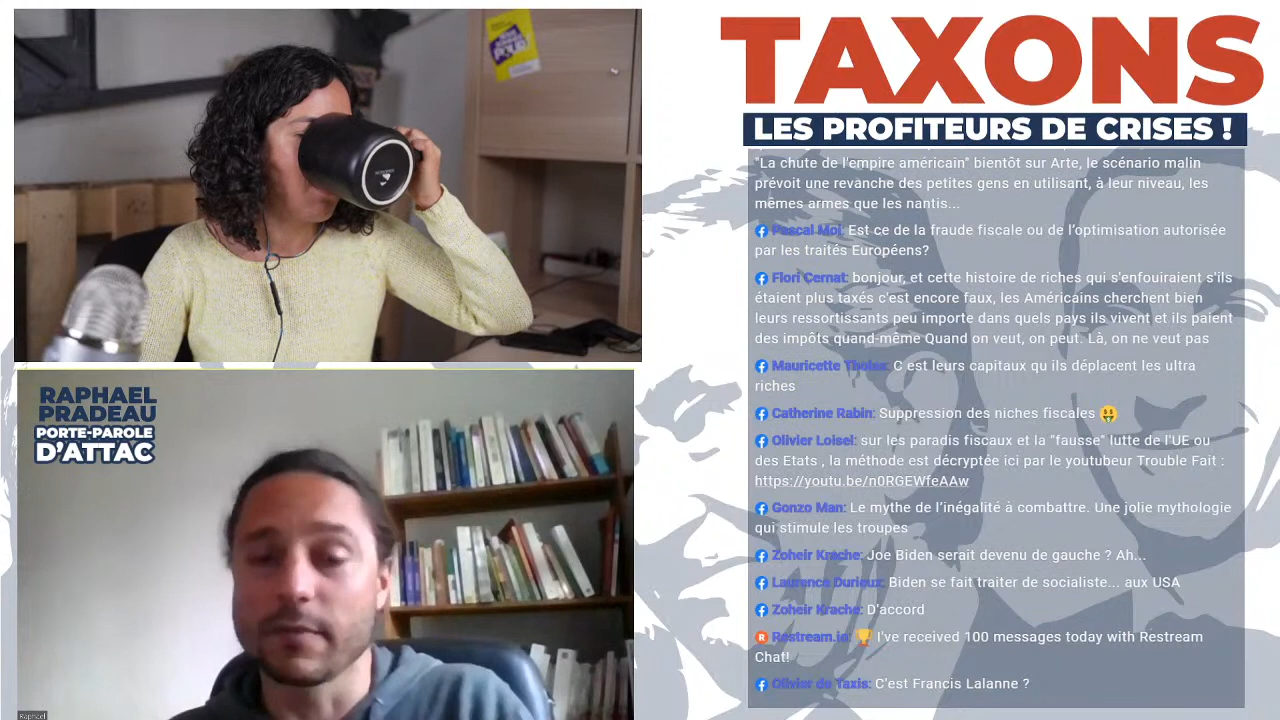 TAXONS
LES PROFITEURS DE CRISES !
"La chute de l'empire américain" bientôt sur Arte, le scénario malin
prévoit une revanche des petites gens en utilisant, à leur niveau, les
mêmes armes que les nantis...
Pascal Moj: Est ce de la fraude fiscale ou de l'optimisation autorisée
par les traités Européens?
Flori Cernat: bonjour, et cette histoire de riches qui s'enfouiraient s'ils
étaient plus taxés c'est encore faux, les Américains cherchent bien
leurs ressortissants peu importe dans quels pays ils vivent et ils paient
des impôts quand-même Quand on veut, on peut. Là, on ne veut pas
Mauricette C est leurs capitaux qu ils déplacent les ultra
riches
Catherine Rabin: Suppression des niches fiscales 🤑
Olivier Loisel: sur les paradis fiscaux et la "fausse" lutte de l'UE ou
des Etats , la méthode est décryptée ici par le youtubeur Trouble Fait :
https://youtu.be/n0RGEWfeAAw
Gonzo Man: Le mythe de l'inégalité à combattre. Une jolie mythologie
qui stimule les troupes
Zoheir Krache: Joe Biden serait devenu de gauche ? Ah...
Laurence Durieux: Biden se fait traiter de socialiste... aux USA
Zoheir Krache: D'accord
R Restream.io: 🏆 I've received 100 messages today with Restream
Chat!
Olivier de Taxis: C'est Francis Lalanne ?
RAPHAEL
PRADEAU
PORTE-PAROLE
D'ATTAC
Raphael